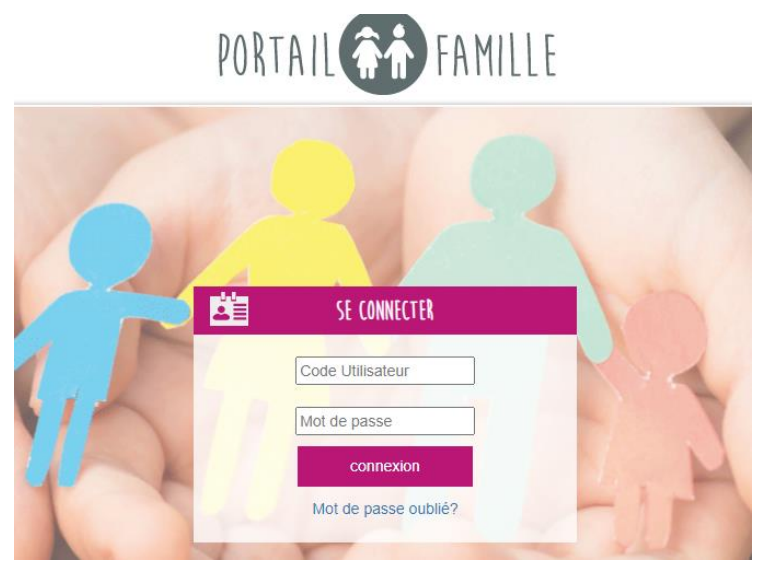 PORTAIL FAMILLE
SE CONNECTER
Code Utilisateur
Mot de passe
connexion
Mot de passe oublié?